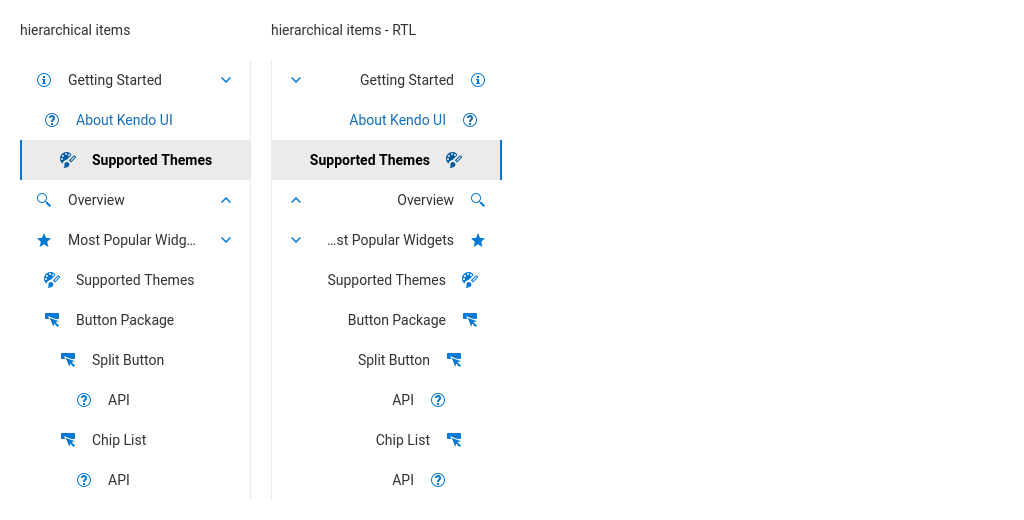 hierarchical items
Getting Started
About Kendo UI
Supported Themes
Overview
Most Popular Widg...
Supported Themes
Button Package
Split Button
API
Chip List
API
hierarchical items - RTL
Getting Started
About Kendo UI
Supported Themes
Overview
...st Popular Widgets
Supported Themes
Button Package
Split Button
API
Chip List
API